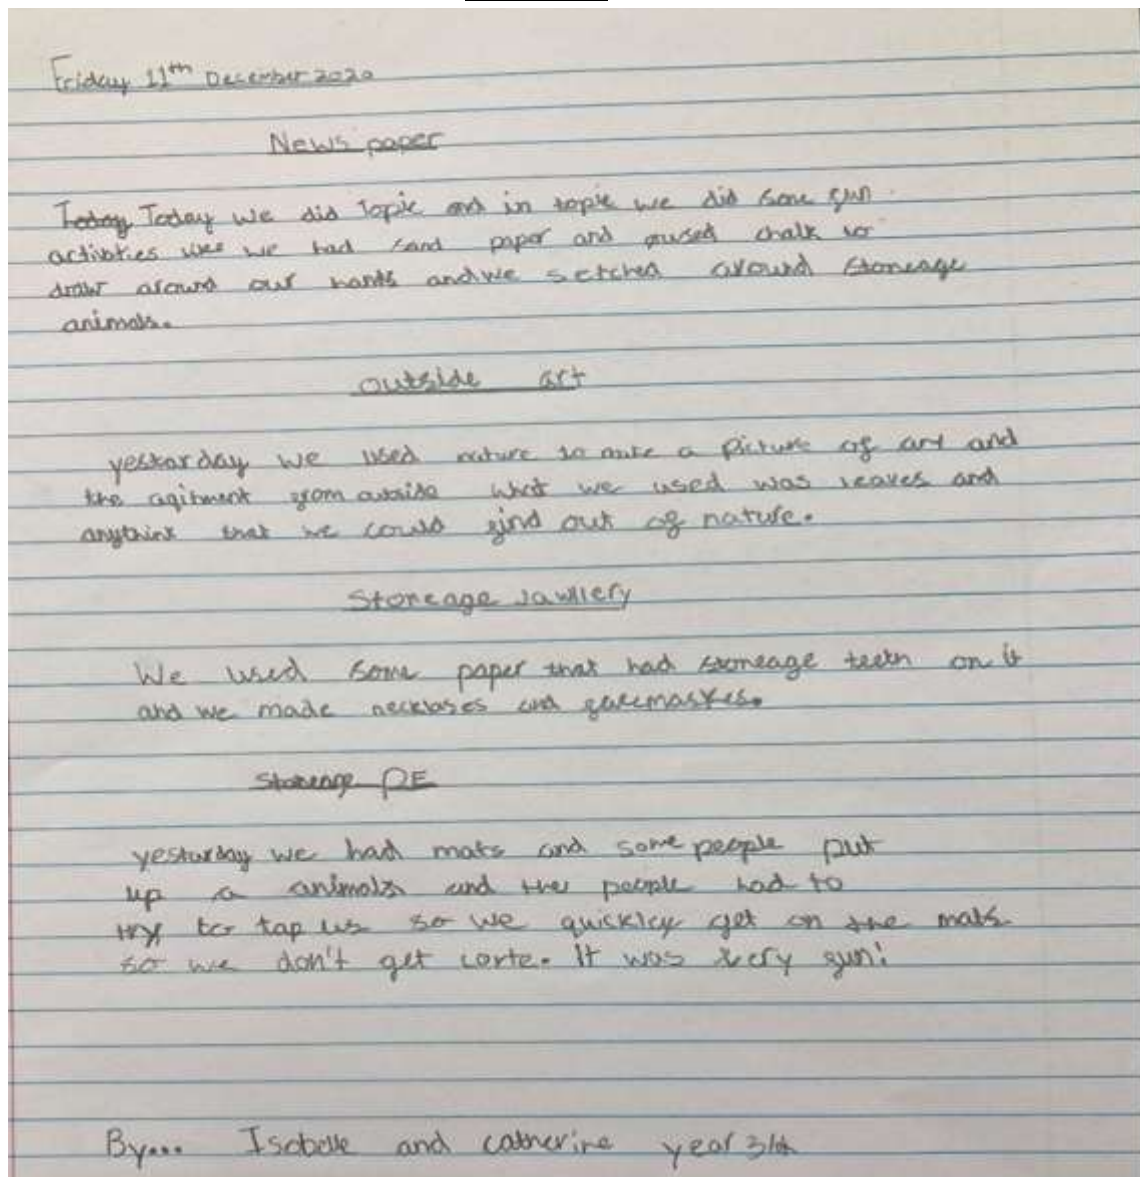 Friday 11th December 2020
News paper
Today Today we did Topic and in topic we did some fun
activities like we had sand paper and used chalk to
draw around our hands and we setched around stoneage
animals.
outside art
yestarday we used nature to make a picture of art and
the from outside what we used was leaves and
anythink that we could find out of nature.
Stoneage Jawllery
We used some paper that had stoneage teeth on it
and we made necklases and facemaskes.
Stoneage PE
yesturday we had mats and some people put
up a animals and the people had to
try to tap us so we quickley get on the mats
so we don't get corte. It was very fun!
By... Isobelle and catherine year 3/4